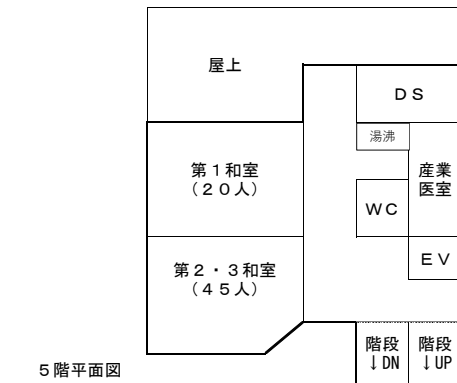 屋上
ＤＳ
湯沸
第１和室
（２０人）
産業
医室
ＷＣ
ＥＶ
第２・３和室
（４５人）
階段
↓DN
階段
↓UP
５階平面図